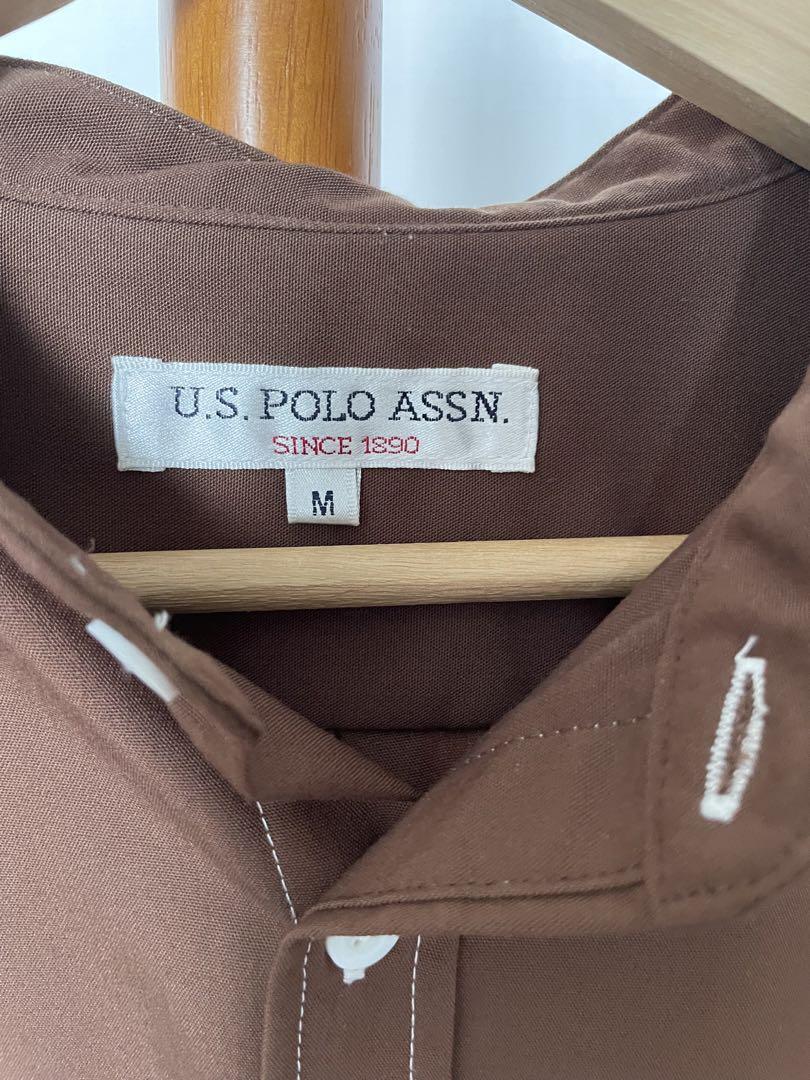 U.S. POLO ASSN.
SINCE 1890
M